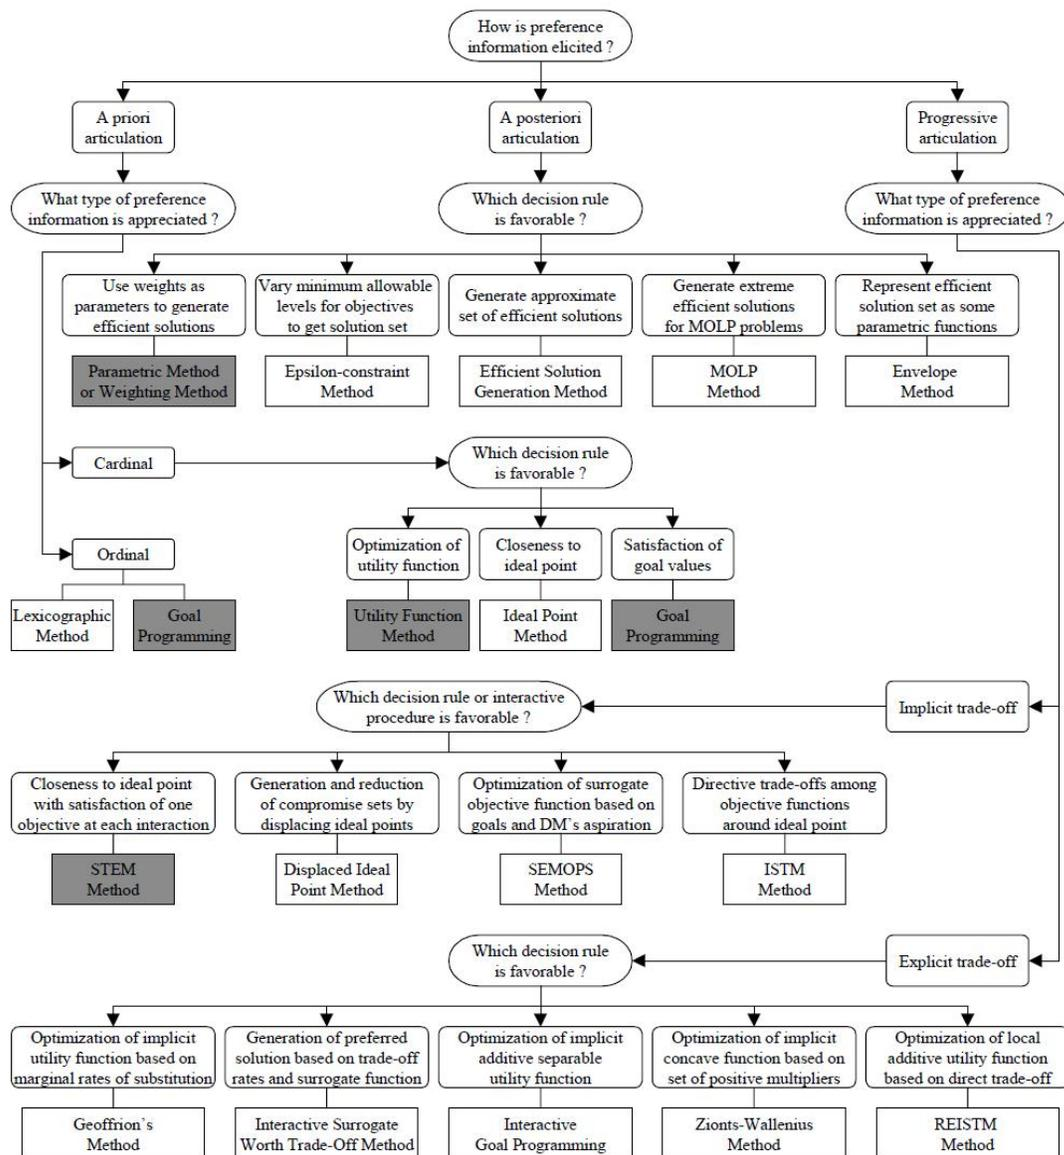 How is preference
information elicited ?
A priori
articulation
A posteriori
articulation
Progressive
articulation
What type of preference
information is appreciated ?
Which decision rule
is favorable ?
What type of preference
information is appreciated ?
Use weights as
parameters to generate
efficient solutions
Vary minimum allowable
levels for objectives
to get solution set
Generate approximate
set of efficient solutions
Generate extreme
efficient solutions
for MOLP problems
Represent efficient
solution set as some
parametric functions
Parametric Method
or Weighting Method
Epsilon-constraint
Method
Efficient Solution
Generation Method
MOLP
Method
Envelope
Method
Cardinal
Which decision rule
is favorable ?
Ordinal
Optimization of
utility function
Closeness to
ideal point
Satisfaction of
goal values
Lexicographic
Method
Goal
Programming
Utility Function
Method
Ideal Point
Method
Goal
Programming
Which decision rule or interactive
procedure is favorable ?
Implicit trade-off
Closeness to ideal point
with satisfaction of one
objective at each interaction
Generation and reduction
of compromise sets by
displacing ideal points
Optimization of surrogate
objective function based on
goals and DM's aspiration
Directive trade-offs among
objective functions
around ideal point
STEM
Method
Displaced Ideal
Point Method
SEMOPS
Method
ISTM
Method
Which decision rule
is favorable ?
Explicit trade-off
Optimization of implicit
utility function based on
marginal rates of substitution
Generation of preferred
solution based on trade-off
rates and surrogate function
Optimization of implicit
additive separable
utility function
Optimization of implicit
concave function based on
set of positive multipliers
Optimization of local
additive utility function
based on direct trade-off
Geoffrion's
Method
Interactive Surrogate
Worth Trade-Off Method
Interactive
Goal Programming
Zionts-Wallenius
Method
REISTM
Method